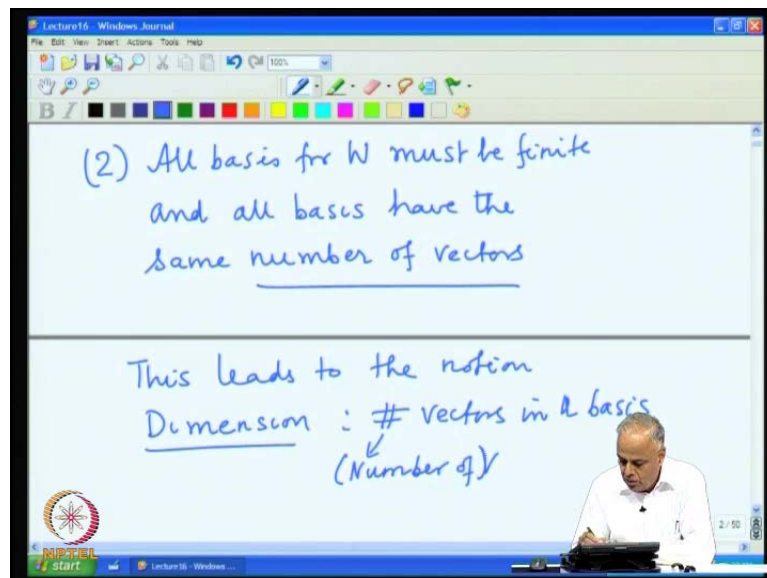 Lecture16 - Windows Journal
File Edit View Insert Actions Tools Help
100%
B I
(2) All basis for W must be finite
and all bases have the
same number of vectors
This leads to the notion
Dimension : # vectors in a basis
(Number of)
2/50
NPTEL
start
Lecture16 - Windows ...